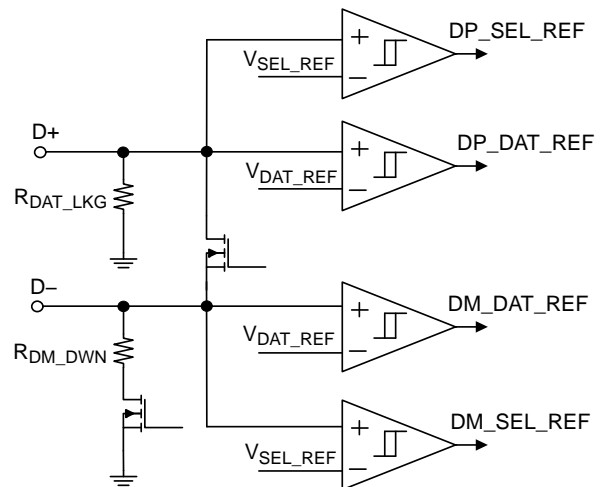 DP_SEL_REF
+
VSEL_REF
−
D+
DP_DAT_REF
+
RDAT_LKG
VDAT_REF
−
D−
DM_DAT_REF
+
RDM_DWN
VDAT_REF
−
DM_SEL_REF
+
VSEL_REF
−